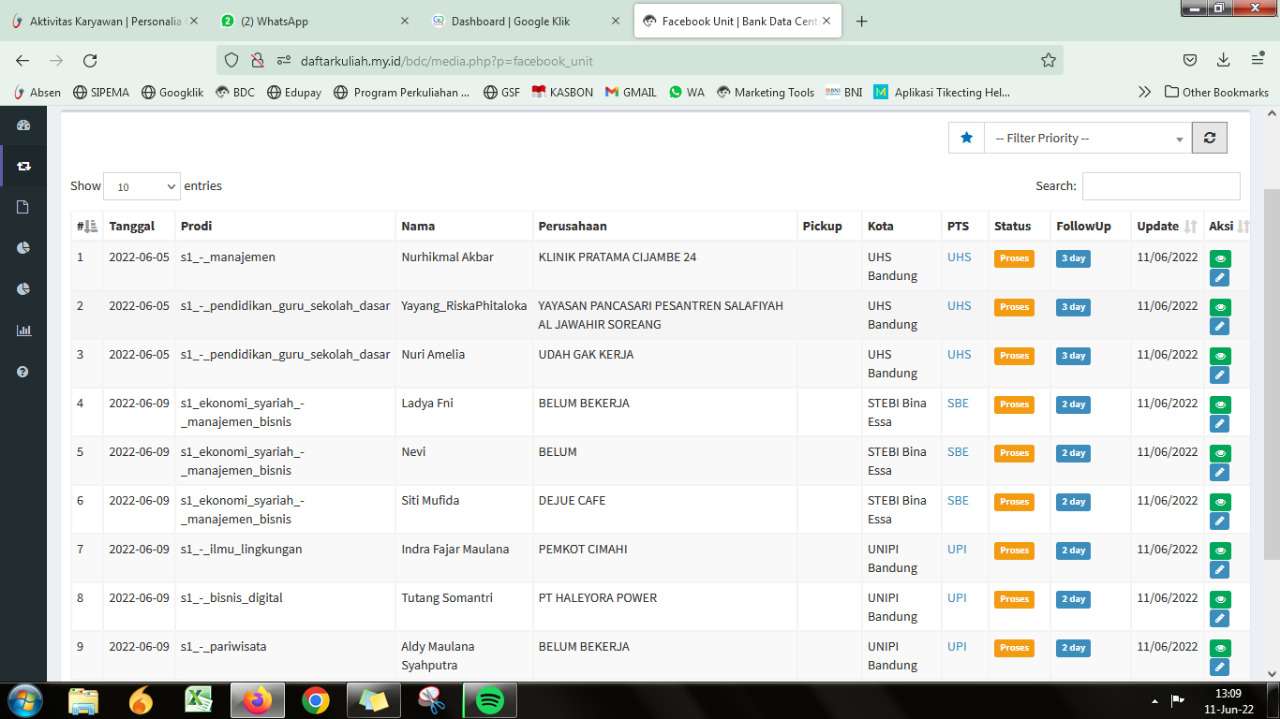 Aktivitas Karyawan | Personalia
(2) WhatsApp
Dashboard | Google Klik
Facebook Unit | Bank Data Cent
daftarkuliah.my.id/bdc/media.php?p=facebook_unit
Absen SIPEMA Googklik BDC Edupay Program Perkuliahan ... GSF KASBON GMAIL WA Marketing Tools BNI Aplikasi Tikecting Hel... Other Bookmarks
-- Filter Priority --
Show 10 entries Search:
# Tanggal Prodi Nama Perusahaan Pickup Kota PTS Status FollowUp Update Aksi
1 2022-06-05 s1_-_manajemen Nurhikmal Akbar KLINIK PRATAMA CIJAMBE 24 UHS UHS Proses 3 day 11/06/2022
Bandung
2 2022-06-05 s1_-_pendidikan_guru_sekolah_dasar Yayang_RiskaPhitaloka YAYASAN PANCASARI PESANTREN SALAFIYAH UHS UHS Proses 3 day 11/06/2022
AL JAWAHIR SOREANG Bandung
3 2022-06-05 s1_-_pendidikan_guru_sekolah_dasar Nuri Amelia UDAH GAK KERJA UHS UHS Proses 3 day 11/06/2022
Bandung
4 2022-06-09 s1_ekonomi_syariah_- Ladya Fni BELUM BEKERJA STEBI Bina SBE Proses 2 day 11/06/2022
_manajemen_bisnis Essa
5 2022-06-09 s1_ekonomi_syariah_- Nevi BELUM STEBI Bina SBE Proses 2 day 11/06/2022
_manajemen_bisnis Essa
6 2022-06-09 s1_ekonomi_syariah_- Siti Mufida DEJUE CAFE STEBI Bina SBE Proses 2 day 11/06/2022
_manajemen_bisnis Essa
7 2022-06-09 s1_-_ilmu_lingkungan Indra Fajar Maulana PEMKOT CIMAHI UNIPI UPI Proses 2 day 11/06/2022
Bandung
8 2022-06-09 s1_-_bisnis_digital Tutang Somantri PT HALEYORA POWER UNIPI UPI Proses 2 day 11/06/2022
Bandung
9 2022-06-09 s1_-_pariwisata Aldy Maulana BELUM BEKERJA UNIPI UPI Proses 2 day 11/06/2022
Syahputra Bandung
13:09
11-Jun-22